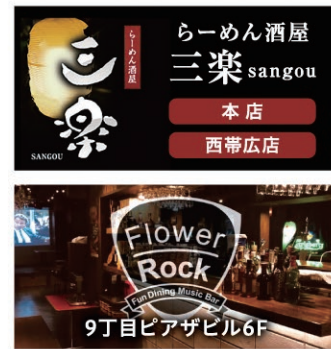 三楽
らーめん酒屋
SANGOU
らーめん酒屋
三楽 sangou
本店
西帯広店
Flower
Rock
Fun Dining Music Bar
9丁目ピアザビル6F